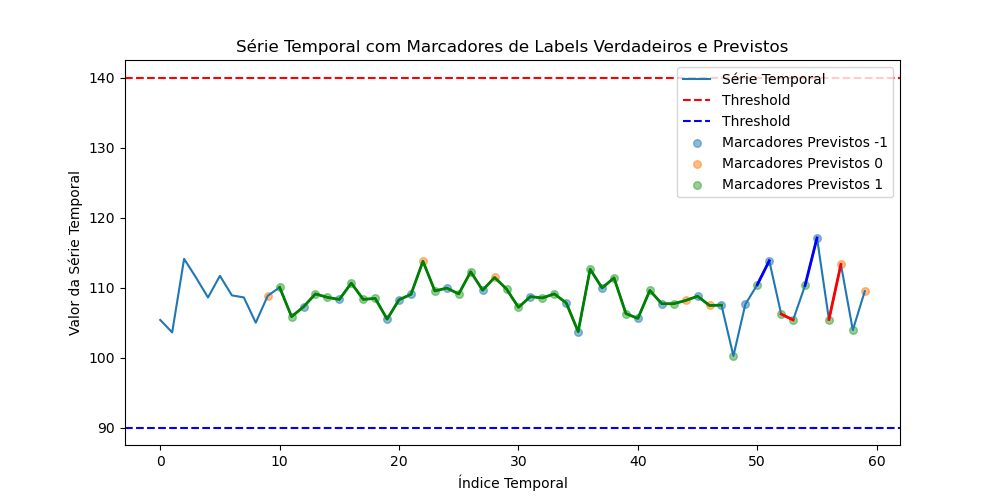 Série Temporal com Marcadores de Labels Verdadeiros e Previstos
Valor da Série Temporal
140
130
120
110
100
90
Série Temporal
Threshold
Threshold
Marcadores Previstos -1
Marcadores Previstos 0
Marcadores Previstos 1
0
10
20
30
40
50
60
Índice Temporal